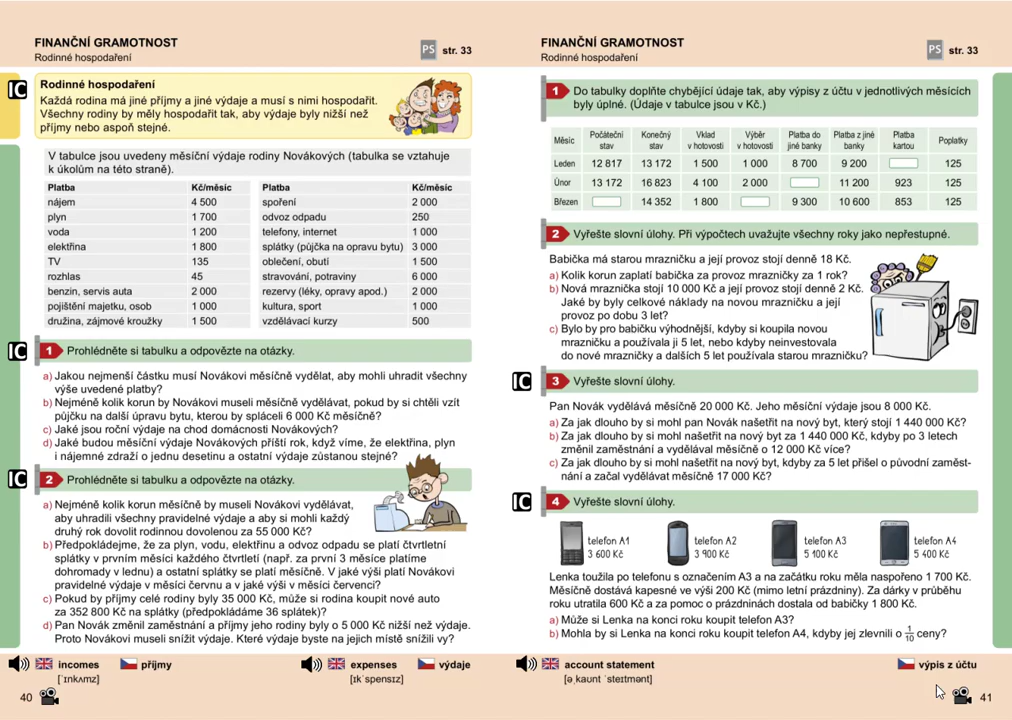 FINANČNÍ GRAMOTNOST
Rodinné hospodaření
PS str. 33
IC
Rodinné hospodaření
Každá rodina má jiné příjmy a jiné výdaje a musí s nimi hospodařit.
Všechny rodiny by měly hospodařit tak, aby výdaje byly nižší než
příjmy nebo aspoň stejné.
V tabulce jsou uvedeny měsíční výdaje rodiny Novákových (tabulka se vztahuje
k úkolům na této straně).
Platba Kč/měsíc Platba Kč/měsíc
nájem 4 500 spoření 2 000
plyn 1 700 odvoz odpadu 250
voda 1 200 telefony, internet 1 000
elektřina 1 800 splátky (půjčka na opravu bytu) 3 000
TV 135 oblečení, obutí 1 500
rozhlas 45 stravování, potraviny 6 000
benzin, servis auta 2 000 rezervy (léky, opravy apod.) 2 000
pojištění majetku, osob 1 000 kultura, sport 1 000
družina, zájmové kroužky 1 500 vzdělávací kurzy 500
IC
1 Prohlédněte si tabulku a odpovězte na otázky.
a) Jakou nejmenší částku musí Novákovi měsíčně vydělat, aby mohli uhradit všechny
výše uvedené platby?
b) Nejméně kolik korun by Novákovi museli měsíčně vydělávat, pokud by si chtěli vzít
půjčku na další úpravu bytu, kterou by spláceli 6 000 Kč měsíčně?
c) Jaké jsou roční výdaje na chod domácnosti Novákových?
d) Jaké budou měsíční výdaje Novákových příští rok, když víme, že elektřina, plyn
i nájemné zdraží o jednu desetinu a ostatní výdaje zůstanou stejné?
IC
2 Prohlédněte si tabulku a odpovězte na otázky.
a) Nejméně kolik korun měsíčně by museli Novákovi vydělávat,
aby uhradili všechny pravidelné výdaje a aby si mohli každý
druhý rok dovolit rodinnou dovolenou za 55 000 Kč?
b) Předpokládejme, že za plyn, vodu, elektřinu a odvoz odpadu se platí čtvrtletní
splátky v prvním měsíci každého čtvrtletí (např. za první 3 měsíce platíme
dohromady v lednu) a ostatní splátky se platí měsíčně. V jaké výši platí Novákovi
pravidelné výdaje v měsíci červnu a v jaké výši v měsíci červenci?
c) Pokud by příjmy celé rodiny byly 35 000 Kč, může si rodina koupit nové auto
za 352 800 Kč na splátky (předpokládáme 36 splátek)?
d) Pan Novák změnil zaměstnání a příjmy jeho rodiny byly o 5 000 Kč nižší než výdaje.
Proto Novákovi museli snížit výdaje. Které výdaje byste na jejich místě snížili vy?
incomes příjmy expenses výdaje
[ˈɪnkʌmz] [ɪkˈspensɪz]
40
FINANČNÍ GRAMOTNOST
Rodinné hospodaření
PS str. 33
1 Do tabulky doplňte chybějící údaje tak, aby výpisy z účtu v jednotlivých měsících
byly úplné. (Údaje v tabulce jsou v Kč.)
Měsíc Počáteční stav Konečný stav Vklad v hotovosti Výběr v hotovosti Platba do jiné banky Platba z jiné banky Platba kartou Poplatky
Leden 12 817 13 172 1 500 1 000 8 700 9 200 125
Únor 13 172 16 823 4 100 2 000 11 200 923 125
Březen 14 352 1 800 9 300 10 600 853 125
2 Vyřešte slovní úlohy. Při výpočtech uvažujte všechny roky jako nepřestupné.
Babička má starou mrazničku a její provoz stojí denně 18 Kč.
a) Kolik korun zaplatí babička za provoz mrazničky za 1 rok?
b) Nová mraznička stojí 10 000 Kč a její provoz stojí denně 2 Kč.
Jaké by byly celkové náklady na novou mrazničku a její
provoz po dobu 3 let?
c) Bylo by pro babičku výhodnější, kdyby si koupila novou
mrazničku a používala ji 5 let, nebo kdyby neinvestovala
do nové mrazničky a dalších 5 let používala starou mrazničku?
IC
3 Vyřešte slovní úlohy.
Pan Novák vydělává měsíčně 20 000 Kč. Jeho měsíční výdaje jsou 8 000 Kč.
a) Za jak dlouho by si mohl pan Novák našetřit na nový byt, který stojí 1 440 000 Kč?
b) Za jak dlouho by si mohl našetřit na nový byt za 1 440 000 Kč, kdyby po 3 letech
změnil zaměstnání a vydělával měsíčně o 12 000 Kč více?
c) Za jak dlouho by si mohl našetřit na nový byt, kdyby za 5 let přišel o původní zaměst-
nání a začal vydělávat měsíčně 17 000 Kč?
IC
4 Vyřešte slovní úlohy.
telefon A1 telefon A2 telefon A3 telefon A4
3 600 Kč 3 900 Kč 5 100 Kč 5 400 Kč
Lenka toužila po telefonu s označením A3 a na začátku roku měla naspořeno 1 700 Kč.
Měsíčně dostává kapesné ve výši 200 Kč (mimo letní prázdniny). Za dárky v průběhu
roku utratila 600 Kč a za pomoc o prázdninách dostala od babičky 1 800 Kč.
a) Může si Lenka na konci roku koupit telefon A3?
b) Mohla by si Lenka na konci roku koupit telefon A4, kdyby jej zlevnili o 1/10 ceny?
account statement výpis z účtu
[əˌkaunt ˈsteɪtmənt]
41